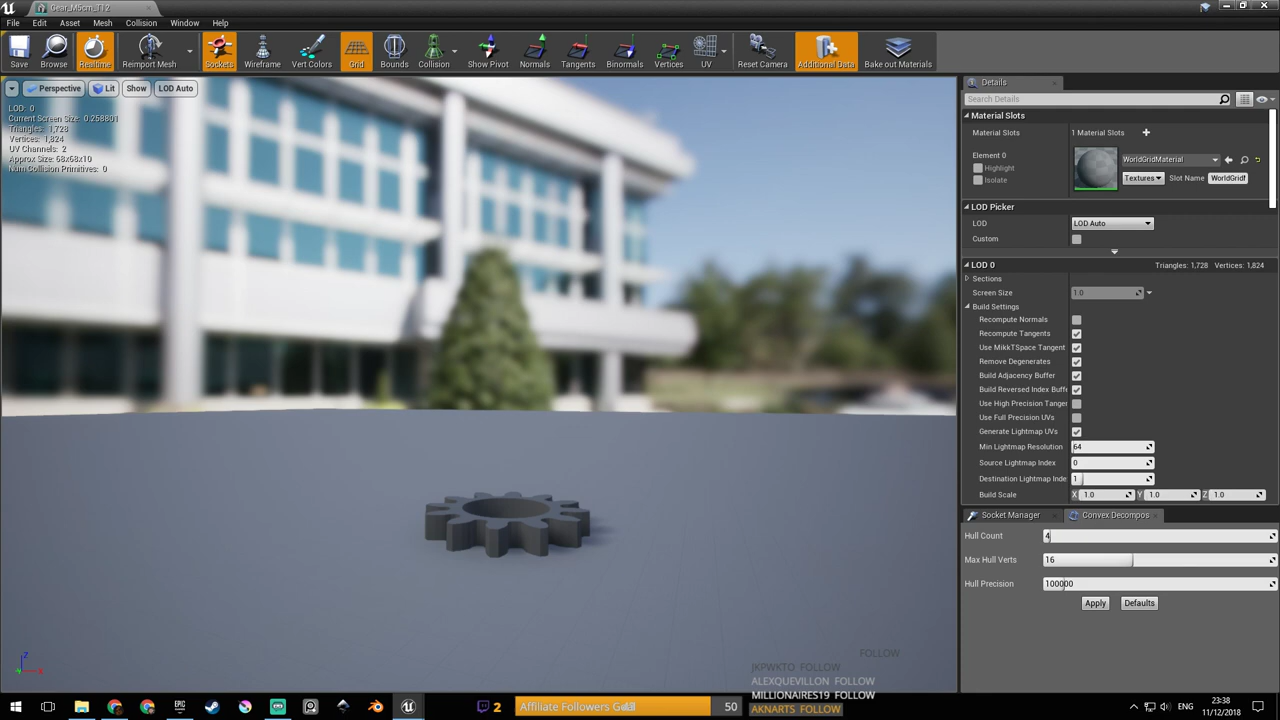 Gear_M5cm_T12
File Edit Asset Mesh Collision Window Help
Save Browse Realtime Reimport Mesh Sockets Wireframe Vert Colors Grid Bounds Collision Show Pivot Normals Tangents Binormals Vertices UV Reset Camera Additional Data Bake out Materials
Perspective Lit Show LOD Auto
LOD: 0
Current Screen Size: 0.258801
Triangles: 1,728
Vertices: 1,824
UV Channels: 2
Approx Size: 68x68x10
Num Collision Primitives: 0
Details
Search Details
Material Slots
Material Slots 1 Material Slots
Element 0
Highlight
Isolate
WorldGridMaterial
Textures Slot Name WorldGridM
LOD Picker
LOD LOD Auto
Custom
LOD 0 Triangles: 1,728 Vertices: 1,824
Sections
Screen Size 1.0
Build Settings
Recompute Normals
Recompute Tangents
Use MikkTSpace Tangent
Remove Degenerates
Build Adjacency Buffer
Build Reversed Index Buffe
Use High Precision Tanger
Use Full Precision UVs
Generate Lightmap UVs
Min Lightmap Resolution 64
Source Lightmap Index 0
Destination Lightmap Inde 1
Build Scale X 1.0 Y 1.0 Z 1.0
Socket Manager Convex Decompos
Hull Count 4
Max Hull Verts 16
Hull Precision 100000
Apply Defaults
Z
X
FOLLOW
JKPWKTO FOLLOW
ALEXQUEVILLON FOLLOW
MILLIONAIRES19 FOLLOW
AKNARTS FOLLOW
2 Affiliate Followers Goal 50
ENG
23:38
11/12/2018